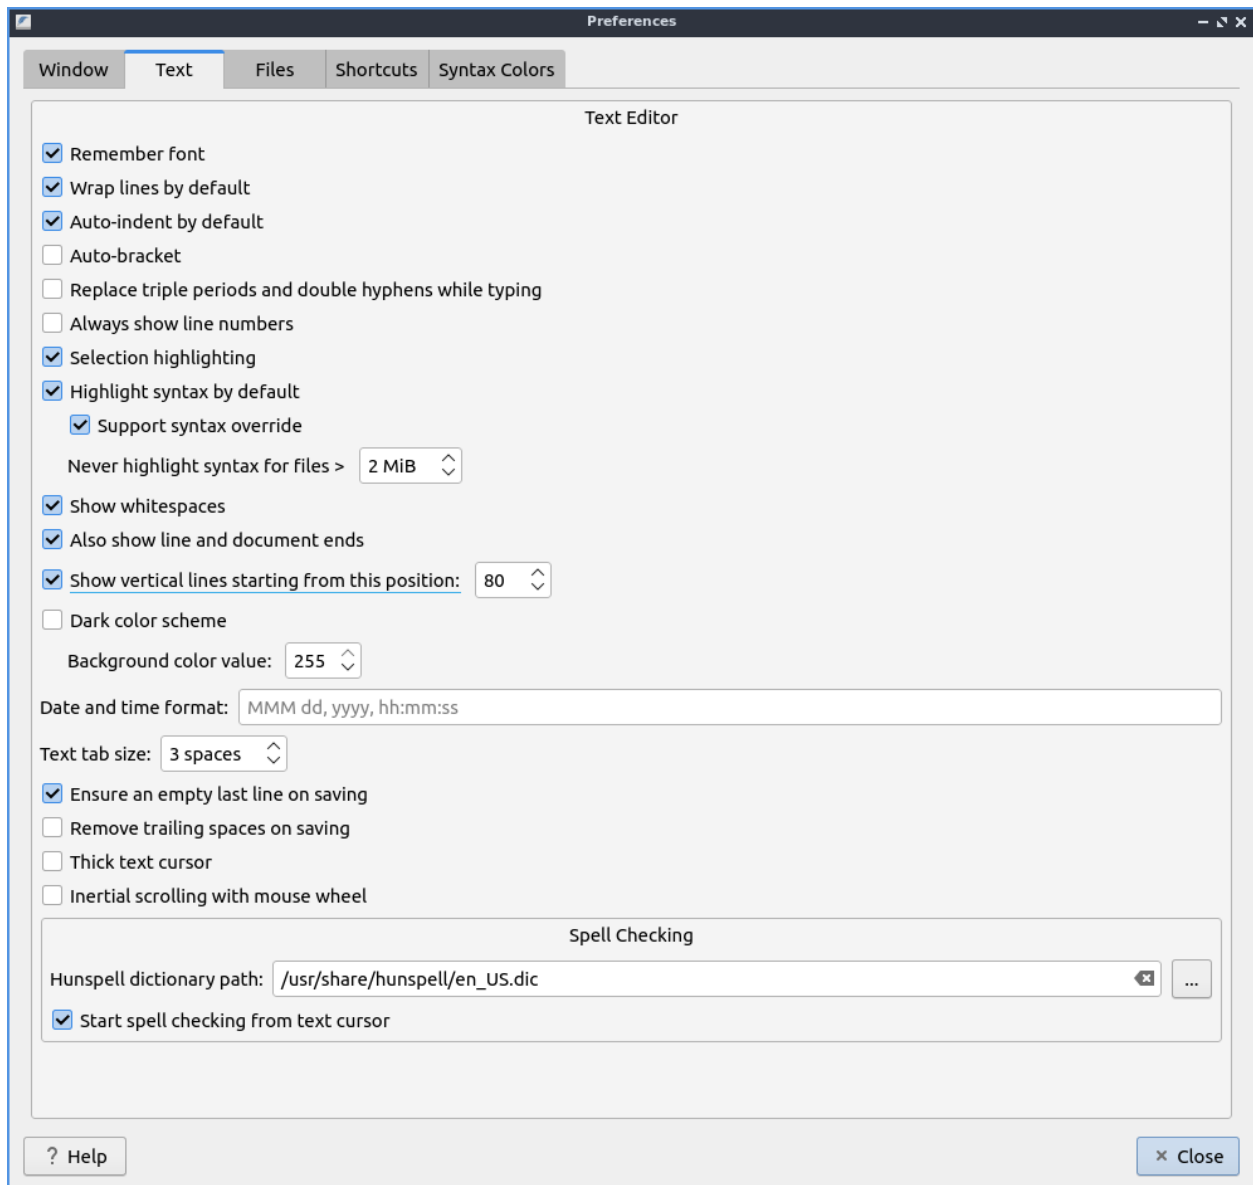 Preferences
Window Text Files Shortcuts Syntax Colors
Text Editor
Remember font
Wrap lines by default
Auto-indent by default
Auto-bracket
Replace triple periods and double hyphens while typing
Always show line numbers
Selection highlighting
Highlight syntax by default
Support syntax override
Never highlight syntax for files > 2 MiB
Show whitespaces
Also show line and document ends
Show vertical lines starting from this position: 80
Dark color scheme
Background color value: 255
Date and time format: MMM dd, yyyy, hh:mm:ss
Text tab size: 3 spaces
Ensure an empty last line on saving
Remove trailing spaces on saving
Thick text cursor
Inertial scrolling with mouse wheel
Spell Checking
Hunspell dictionary path: /usr/share/hunspell/en_US.dic ...
Start spell checking from text cursor
? Help × Close